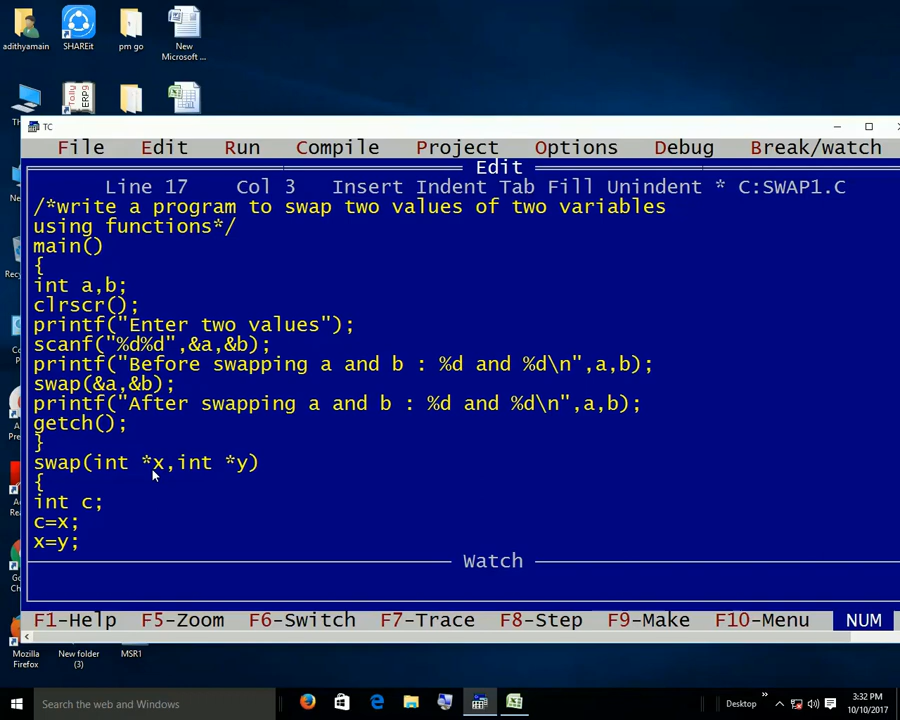 adithyamain SHAREit pm go New Microsoft ...
Tally ERP9
TC
File Edit Run Compile Project Options Debug Break/watch
Edit
Line 17 Col 3 Insert Indent Tab Fill Unindent * C:SWAP1.C
/*write a program to swap two values of two variables
using functions*/
main()
{
int a,b;
clrscr();
printf("Enter two values");
scanf("%d%d",&a,&b);
printf("Before swapping a and b : %d and %d\n",a,b);
swap(&a,&b);
printf("After swapping a and b : %d and %d\n",a,b);
getch();
}
swap(int *x,int *y)
{
int c;
c=x;
x=y;
Watch
F1-Help F5-Zoom F6-Switch F7-Trace F8-Step F9-Make F10-Menu NUM
Mozilla Firefox New folder (3) MSR1
Search the web and Windows
Desktop
3:32 PM
10/10/2017